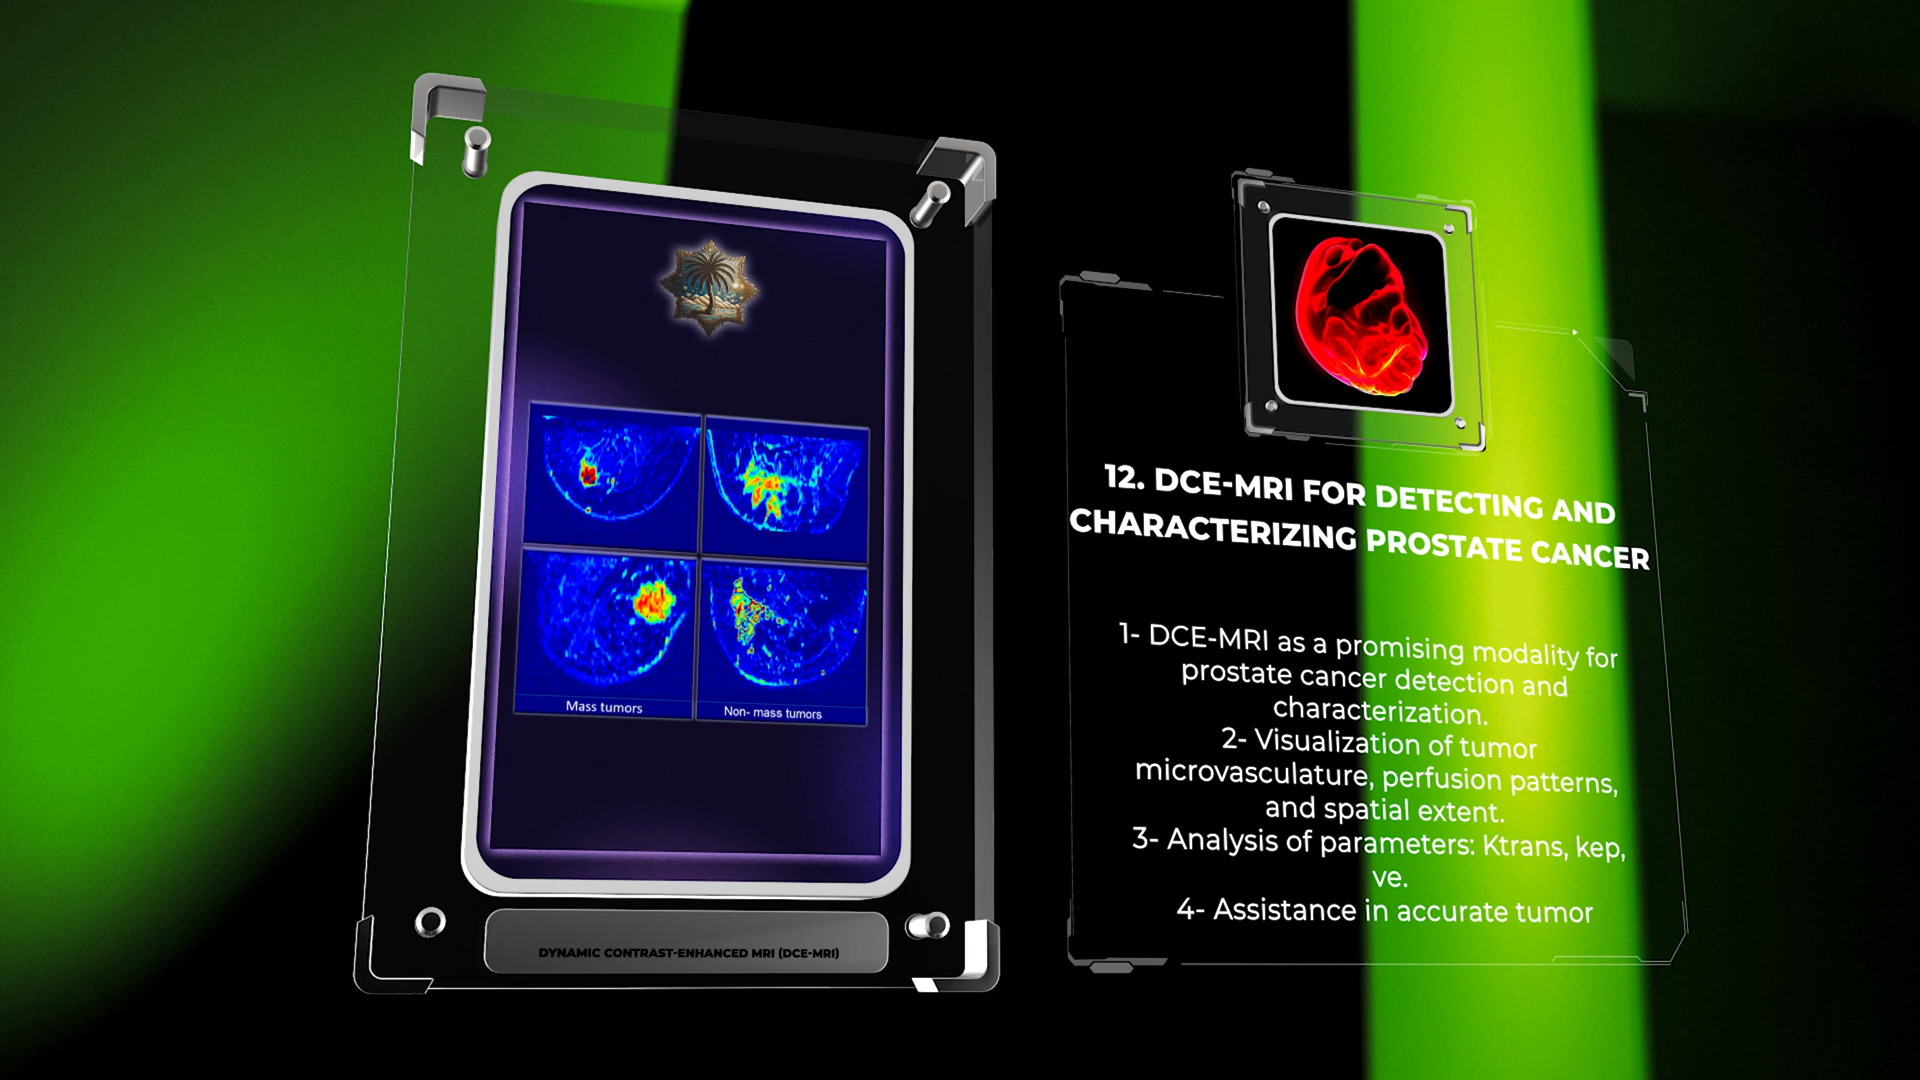 Mass tumors
Non- mass tumors
DYNAMIC CONTRAST-ENHANCED MRI (DCE-MRI)
12. DCE-MRI FOR DETECTING AND
CHARACTERIZING PROSTATE CANCER
1- DCE-MRI as a promising modality for
prostate cancer detection and
characterization.
2- Visualization of tumor
microvasculature, perfusion patterns,
and spatial extent.
3- Analysis of parameters: Ktrans, kep,
ve.
4- Assistance in accurate tumor